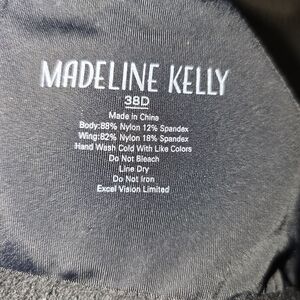 MADELINE KELLY
38D
Made in China
Body:88% Nylon 12% Spandex
Wing:82% Nylon 18% Spandex
Hand Wash Cold With Like Colors
Do Not Bleach
Line Dry
Do Not Iron
Excel Vision Limited